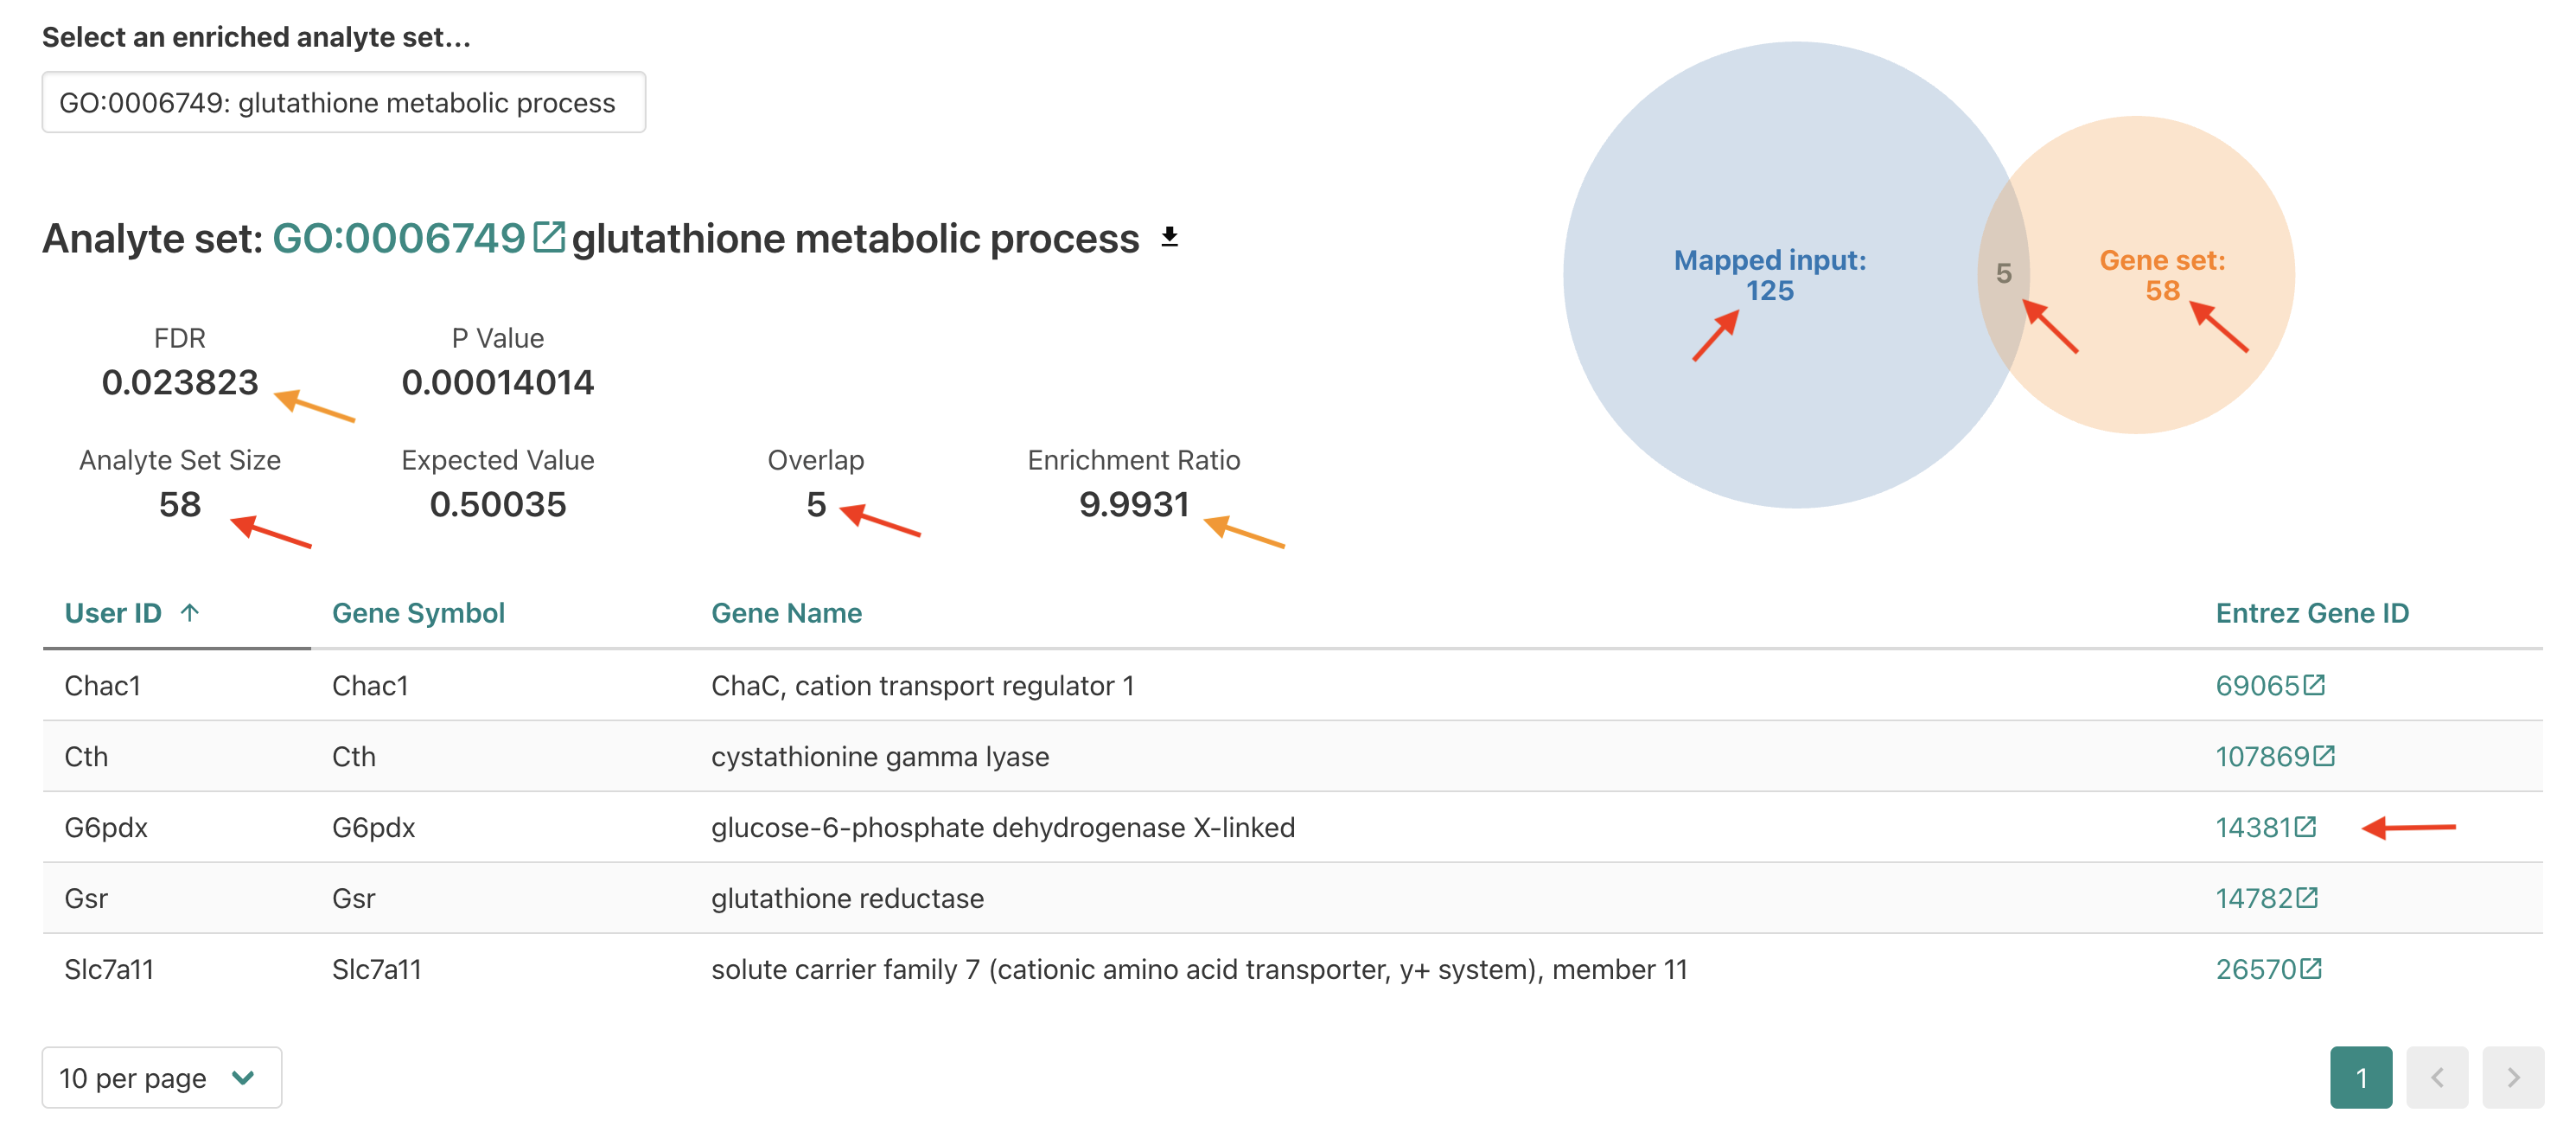 Select an enriched analyte set...
GO:0006749: glutathione metabolic process
Analyte set: GO:0006749 glutathione metabolic process
FDR
0.023823
P Value
0.00014014
Analyte Set Size
58
Expected Value
0.50035
Overlap
5
Enrichment Ratio
9.9931
Mapped input:
125
5
Gene set:
58
User ID ↑ Gene Symbol Gene Name Entrez Gene ID
Chac1 Chac1 ChaC, cation transport regulator 1 69065
Cth Cth cystathionine gamma lyase 107869
G6pdx G6pdx glucose-6-phosphate dehydrogenase X-linked 14381
Gsr Gsr glutathione reductase 14782
Slc7a11 Slc7a11 solute carrier family 7 (cationic amino acid transporter, y+ system), member 11 26570
10 per page
1